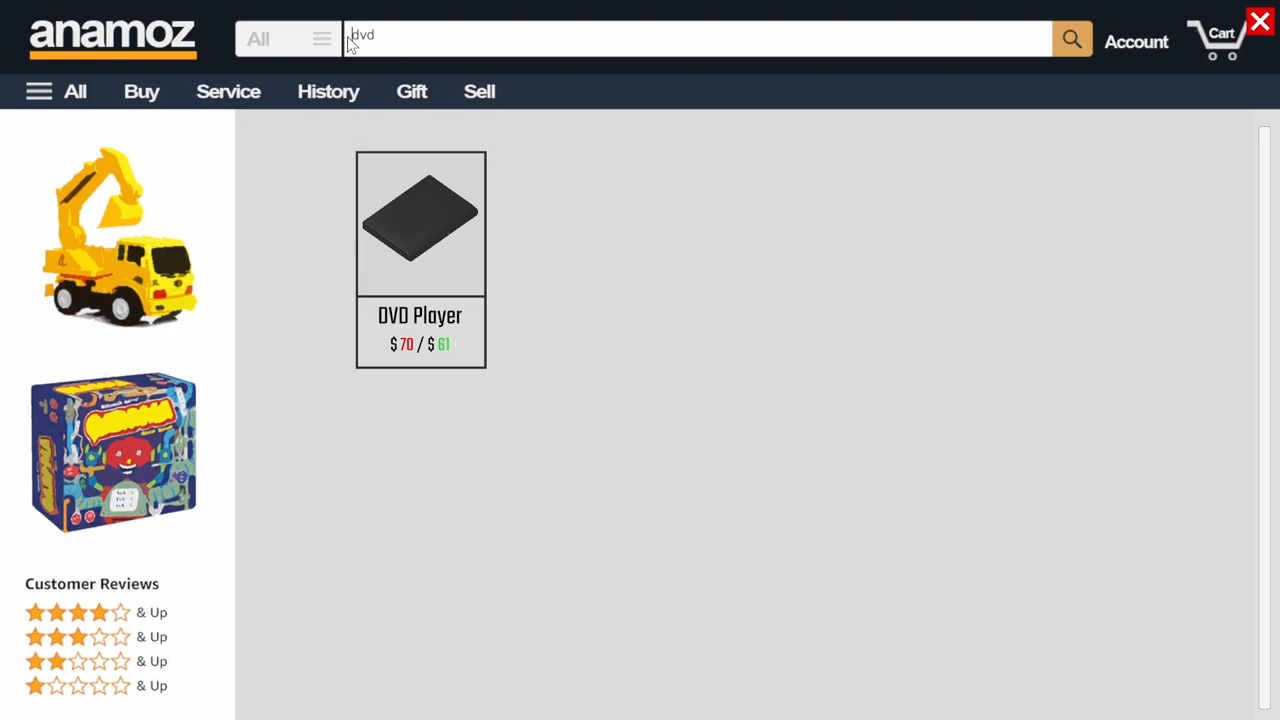 anamoz
All
dvd
Account
Cart
All
Buy
Service
History
Gift
Sell
DVD Player
$ 70 / $ 61
Customer Reviews
& Up
& Up
& Up
& Up